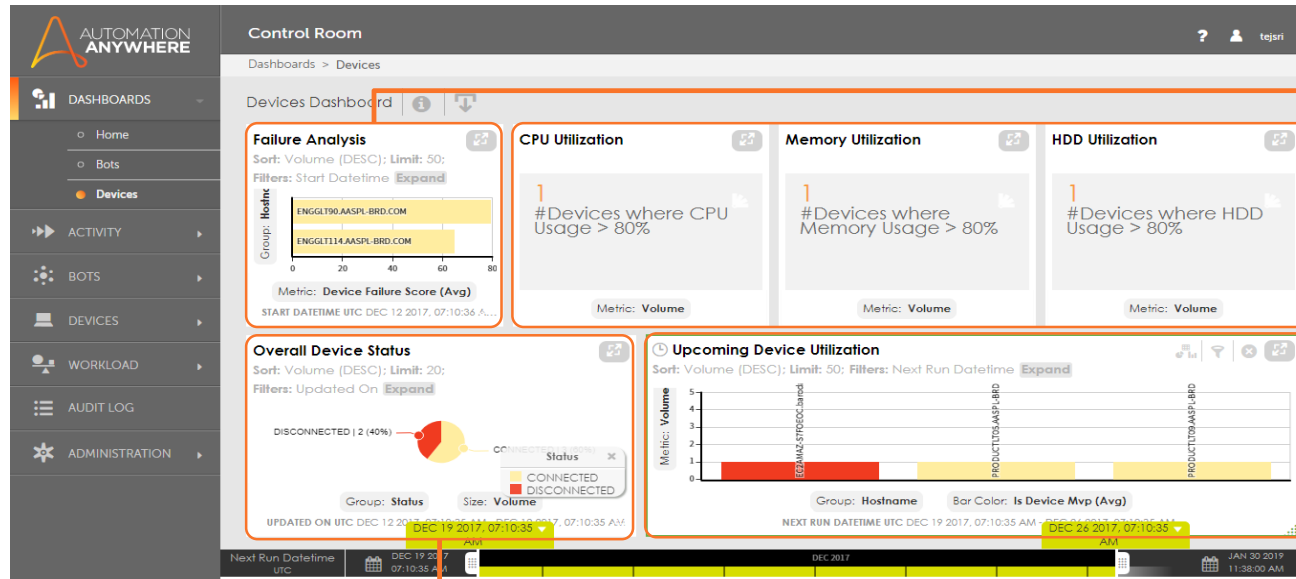 AUTOMATION
ANYWHERE
Control Room
? tejsri
Dashboards > Devices
DASHBOARDS
Home
Bots
Devices
ACTIVITY
BOTS
DEVICES
WORKLOAD
AUDIT LOG
ADMINISTRATION
Devices Dashboard
Failure Analysis
Sort: Volume (DESC); Limit: 50;
Filters: Start Datetime Expand
Group:
ENGGLT90.AASPL-BRD.COM
ENGGLT114.AASPL-BRD.COM
0 20 40 60 80
Metric: Device Failure Score (Avg)
START DATETIME UTC DEC 12 2017, 07:10:36
CPU Utilization
1
#Devices where CPU
Usage > 80%
Metric: Volume
Memory Utilization
1
#Devices where
Memory Usage > 80%
Metric: Volume
HDD Utilization
1
#Devices where HDD
Usage > 80%
Metric: Volume
Overall Device Status
Sort: Volume (DESC); Limit: 20;
Filters: Updated On Expand
DISCONNECTED | 2 (40%)
Status
CONNECTED
DISCONNECTED
Group: Status Size: Volume
UPDATED ON UTC DEC 12 2017, 07:10:35 AM
Upcoming Device Utilization
Sort: Volume (DESC); Limit: 50; Filters: Next Run Datetime Expand
Metric: Volume
5
4
3
2
1
0
PRODUCTLT05.AASPL-BRD
PRODUCTLT09.AASPL-BRD
Group: Hostname Bar Color: Is Device Mvp (Avg)
NEXT RUN DATETIME UTC DEC 19 2017, 07:10:35 AM
DEC 19 2017, 07:10:35
AM
DEC 26 2017, 07:10:35
AM
Next Run Datetime
UTC
DEC 19 2017
07:10:35 AM
DEC 2017
JAN 30 2019
11:38:00 AM